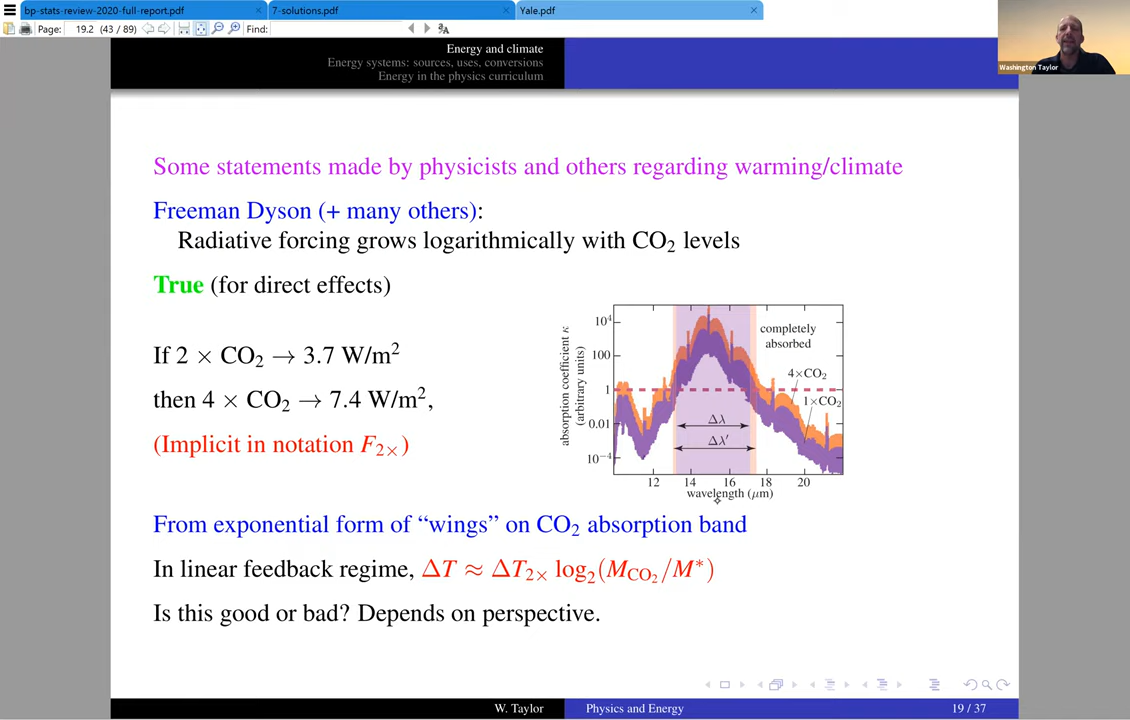 bp-stats-review-2020-full-report.pdf × 7-solutions.pdf × Yale.pdf ×
Page: 19.2 (43 / 89) Find:
Washington Taylor
Energy and climate
Energy systems: sources, uses, conversions
Energy in the physics curriculum
Some statements made by physicists and others regarding warming/climate
Freeman Dyson (+ many others):
Radiative forcing grows logarithmically with CO₂ levels
True (for direct effects)
If 2 × CO₂ → 3.7 W/m²
then 4 × CO₂ → 7.4 W/m²,
(Implicit in notation F₂×)
absorption coefficient κ
(arbitrary units)
10⁴
100
1
0.01
10⁻⁴
completely
absorbed
4×CO₂
1×CO₂
Δλ
Δλ′
12 14 16 18 20
wavelength (μm)
From exponential form of “wings” on CO₂ absorption band
In linear feedback regime, ΔT ≈ ΔT₂× log₂(M_CO₂/M*)
Is this good or bad? Depends on perspective.
W. Taylor Physics and Energy 19 / 37